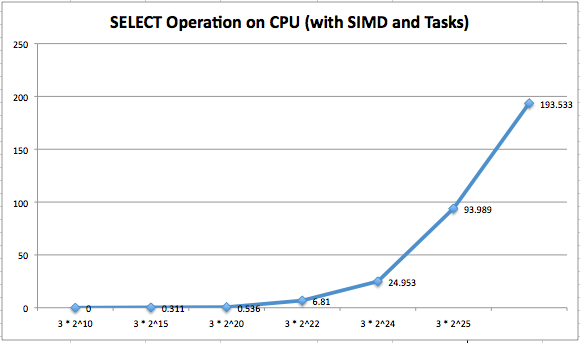 SELECT Operation on CPU (with SIMD and Tasks)
250
200
150
100
50
0
0
0.311
0.536
6.81
24.953
93.989
193.533
3 * 2^10
3 * 2^15
3 * 2^20
3 * 2^22
3 * 2^24
3 * 2^25